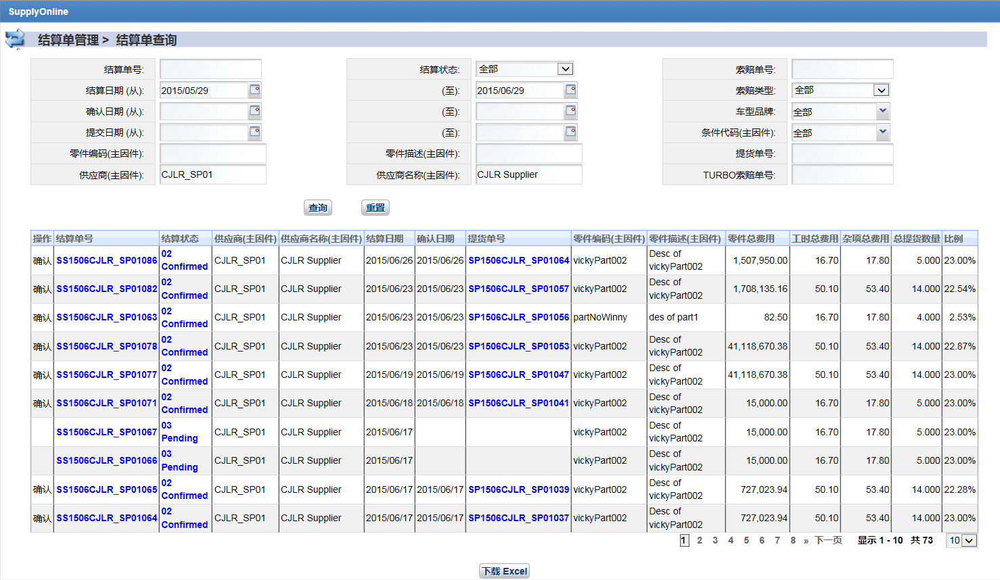 SupplyOnline
结算单管理 > 结算单查询
结算单号: 结算状态: 全部 索赔单号:
结算日期 (从): 2015/05/29 (至): 2015/06/29 索赔类型: 全部
确认日期 (从): (至): 车型品牌: 全部
提交日期 (从): (至): 条件代码(主因件): 全部
零件编码(主因件): 零件描述(主因件): 提货单号:
供应商(主因件): CJLR_SP01 供应商名称(主因件): CJLR Supplier TURBO索赔单号:
查询 重置
操作 结算单号 结算状态 供应商(主因件) 供应商名称(主因件) 结算日期 确认日期 提货单号 零件编码(主因件) 零件描述(主因件) 零件总费用 工时总费用 杂项总费用 总提货数量 比例
确认 SS1506CJLR_SP01086 02 Confirmed CJLR_SP01 CJLR Supplier 2015/06/26 2015/06/26 SP1506CJLR_SP01064 vickyPart002 Desc of vickyPart002 1,507,950.00 16.70 17.80 5.000 23.00%
确认 SS1506CJLR_SP01082 02 Confirmed CJLR_SP01 CJLR Supplier 2015/06/23 2015/06/23 SP1506CJLR_SP01057 vickyPart002 Desc of vickyPart002 1,708,135.16 50.10 53.40 14.000 22.54%
确认 SS1506CJLR_SP01063 02 Confirmed CJLR_SP01 CJLR Supplier 2015/06/23 2015/06/23 SP1506CJLR_SP01056 partNoWinny des of part1 82.50 16.70 17.80 4.000 2.53%
确认 SS1506CJLR_SP01078 02 Confirmed CJLR_SP01 CJLR Supplier 2015/06/23 2015/06/23 SP1506CJLR_SP01053 vickyPart002 Desc of vickyPart002 41,118,670.38 50.10 53.40 14.000 22.87%
确认 SS1506CJLR_SP01077 02 Confirmed CJLR_SP01 CJLR Supplier 2015/06/19 2015/06/19 SP1506CJLR_SP01047 vickyPart002 Desc of vickyPart002 41,118,670.38 50.10 53.40 14.000 23.00%
确认 SS1506CJLR_SP01071 02 Confirmed CJLR_SP01 CJLR Supplier 2015/06/18 2015/06/18 SP1506CJLR_SP01041 vickyPart002 Desc of vickyPart002 15,000.00 16.70 17.80 5.000 23.00%
SS1506CJLR_SP01067 03 Pending CJLR_SP01 CJLR Supplier 2015/06/17 vickyPart002 Desc of vickyPart002 15,000.00 16.70 17.80 5.000 23.00%
SS1506CJLR_SP01066 03 Pending CJLR_SP01 CJLR Supplier 2015/06/17 vickyPart002 Desc of vickyPart002 15,000.00 16.70 17.80 5.000 23.00%
确认 SS1506CJLR_SP01065 02 Confirmed CJLR_SP01 CJLR Supplier 2015/06/17 2015/06/17 SP1506CJLR_SP01039 vickyPart002 Desc of vickyPart002 727,023.94 50.10 53.40 14.000 22.28%
确认 SS1506CJLR_SP01064 02 Confirmed CJLR_SP01 CJLR Supplier 2015/06/17 2015/06/17 SP1506CJLR_SP01037 vickyPart002 Desc of vickyPart002 727,023.94 50.10 53.40 14.000 23.00%
1 2 3 4 5 6 7 8 » 下一页 显示 1 - 10 共 73 10
下载 Excel